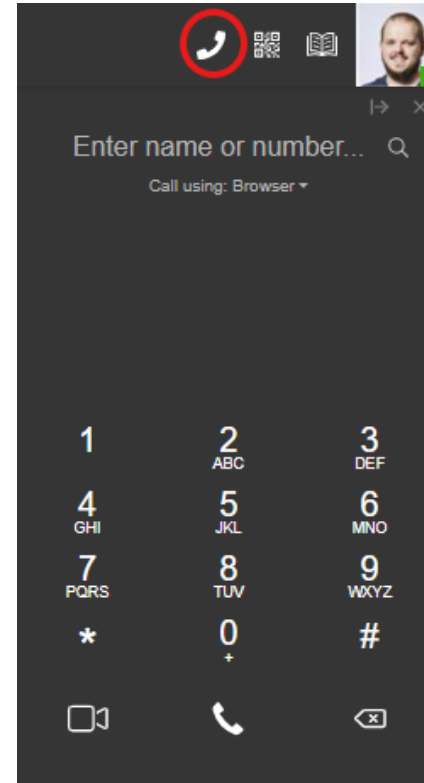 Enter name or number...
Call using: Browser
1 2 3
ABC DEF
4 5 6
GHI JKL MNO
7 8 9
PQRS TUV WXYZ
* 0 #
+